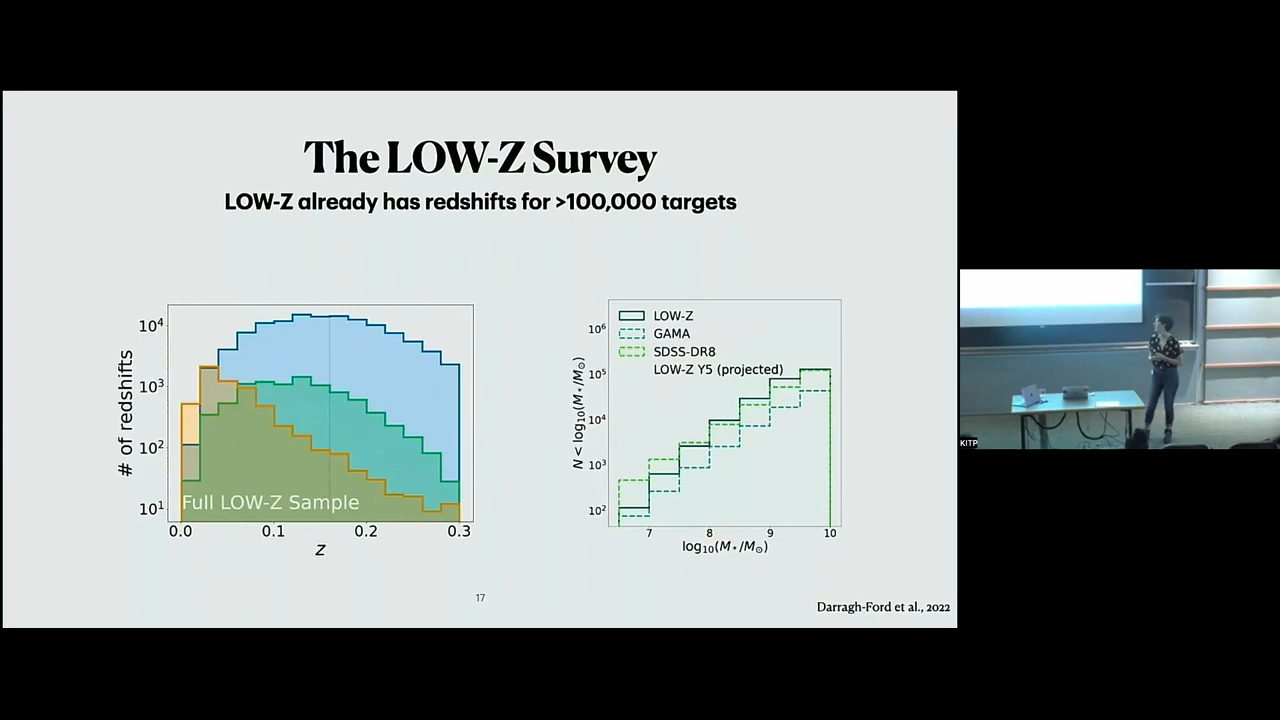 The LOW-Z Survey
LOW-Z already has redshifts for >100,000 targets
# of redshifts
10⁴
10³
10²
10¹
Full LOW-Z Sample
0.0 0.1 0.2 0.3
z
N < log₁₀(M⋆/M☉)
10⁶
10⁵
10⁴
10³
10²
LOW-Z
GAMA
SDSS-DR8
LOW-Z Y5 (projected)
7 8 9 10
log₁₀(M⋆/M☉)
17
Darragh-Ford et al., 2022
KITP